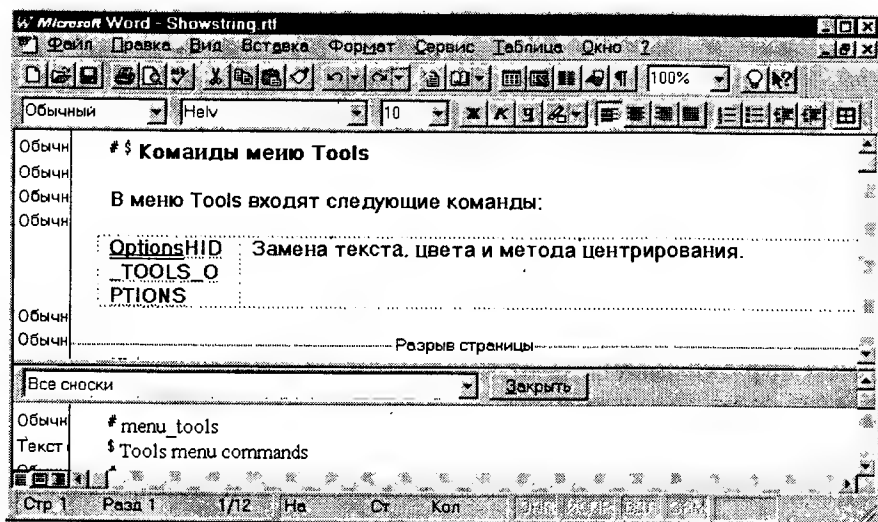 Microsoft Word - Showstring.rtf
Файл Правка Вид Вставка Формат Сервис Таблица Окно ?
100%
Обычный Helv 10 Ж К Ч
Обычн # $ Команды меню Tools
Обычн
Обычн В меню Tools входят следующие команды:
Обычн
OptionsHID Замена текста, цвета и метода центрирования.
_TOOLS_O
PTIONS
Обычн
Обычн Разрыв страницы
Все сноски Закрыть
Обычн # menu_tools
Текст $ Tools menu commands
Стр 1 Разд 1 1/12 На Ст Кол